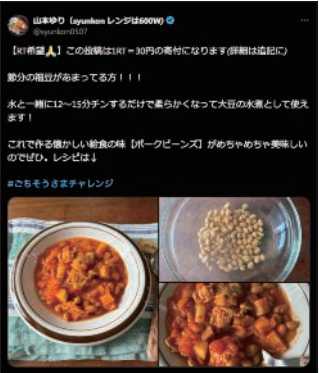 山本ゆり（syunkon レンジは600W）
@syunkon0507
【RT希望🙏】この投稿は1RT＝30円の寄付になります(詳細は追記に)
節分の福豆があまってる方！！！
水と一緒に12〜15分チンするだけで柔らかくなって大豆の水煮として使え
ます！
これで作る懐かしい給食の味【ポークビーンズ】がめちゃめちゃ美味しい
のでぜひ。レシピは↓
#ごちそうさまチャレンジ